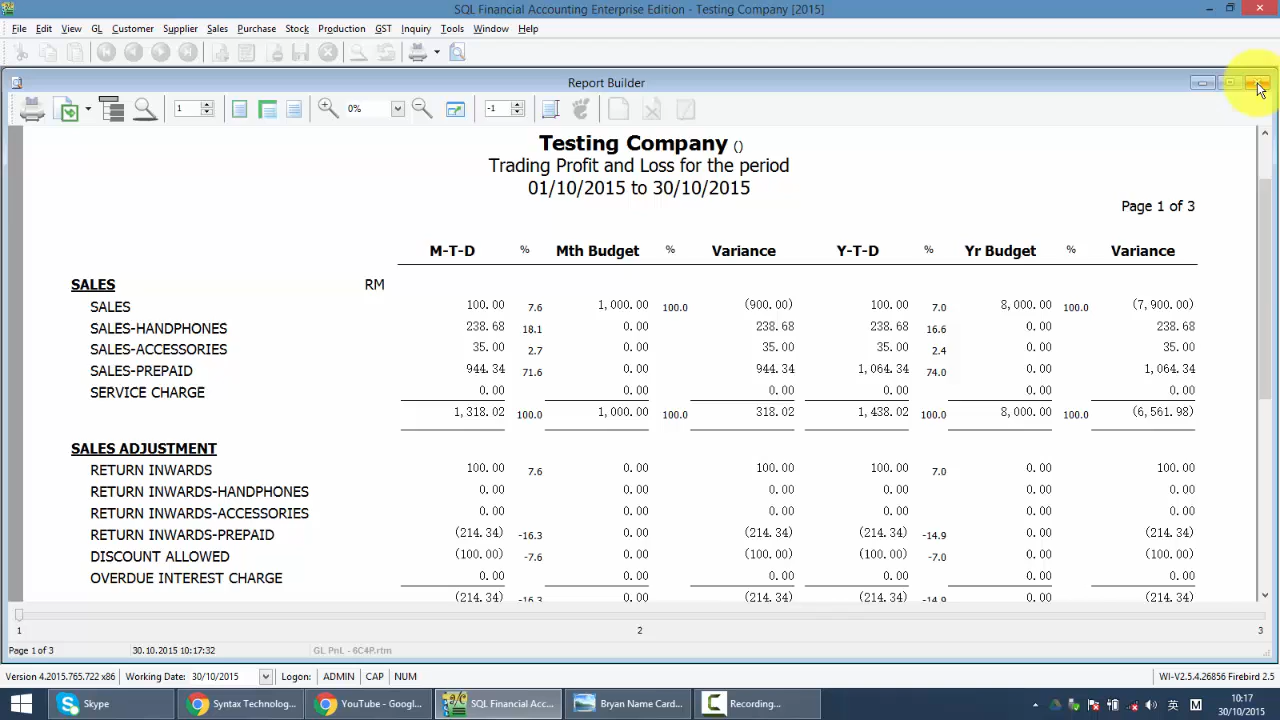 SQL Financial Accounting Enterprise Edition - Testing Company [2015]
File Edit View GL Customer Supplier Sales Purchase Stock Production GST Inquiry Tools Window Help
Report Builder
1 0% -1
Testing Company ()
Trading Profit and Loss for the period
01/10/2015 to 30/10/2015
Page 1 of 3
M-T-D % Mth Budget % Variance Y-T-D % Yr Budget % Variance
SALES RM
SALES 100.00 7.6 1,000.00 100.0 (900.00) 100.00 7.0 8,000.00 100.0 (7,900.00)
SALES-HANDPHONES 238.68 18.1 0.00 238.68 238.68 16.6 0.00 238.68
SALES-ACCESSORIES 35.00 2.7 0.00 35.00 35.00 2.4 0.00 35.00
SALES-PREPAID 944.34 71.6 0.00 944.34 1,064.34 74.0 0.00 1,064.34
SERVICE CHARGE 0.00 0.00 0.00 0.00 0.00 0.00
1,318.02 100.0 1,000.00 100.0 318.02 1,438.02 100.0 8,000.00 100.0 (6,561.98)
SALES ADJUSTMENT
RETURN INWARDS 100.00 7.6 0.00 100.00 100.00 7.0 0.00 100.00
RETURN INWARDS-HANDPHONES 0.00 0.00 0.00 0.00 0.00 0.00
RETURN INWARDS-ACCESSORIES 0.00 0.00 0.00 0.00 0.00 0.00
RETURN INWARDS-PREPAID (214.34) -16.3 0.00 (214.34) (214.34) -14.9 0.00 (214.34)
DISCOUNT ALLOWED (100.00) -7.6 0.00 (100.00) (100.00) -7.0 0.00 (100.00)
OVERDUE INTEREST CHARGE 0.00 0.00 0.00 0.00 0.00 0.00
(214.34) -16.3 0.00 (214.34) (214.34) -14.9 0.00 (214.34)
1 2 3
Page 1 of 3 30.10.2015 10:17:32 GL PnL - 6C4P.rtm
Version 4.2015.765.722 x86 Working Date: 30/10/2015 Logon: ADMIN CAP NUM WI-V2.5.4.26856 Firebird 2.5
Skype Syntax Technolog... YouTube - Googl... SQL Financial Acc... Bryan Name Card... Recording... 英 M 10:17
30/10/2015